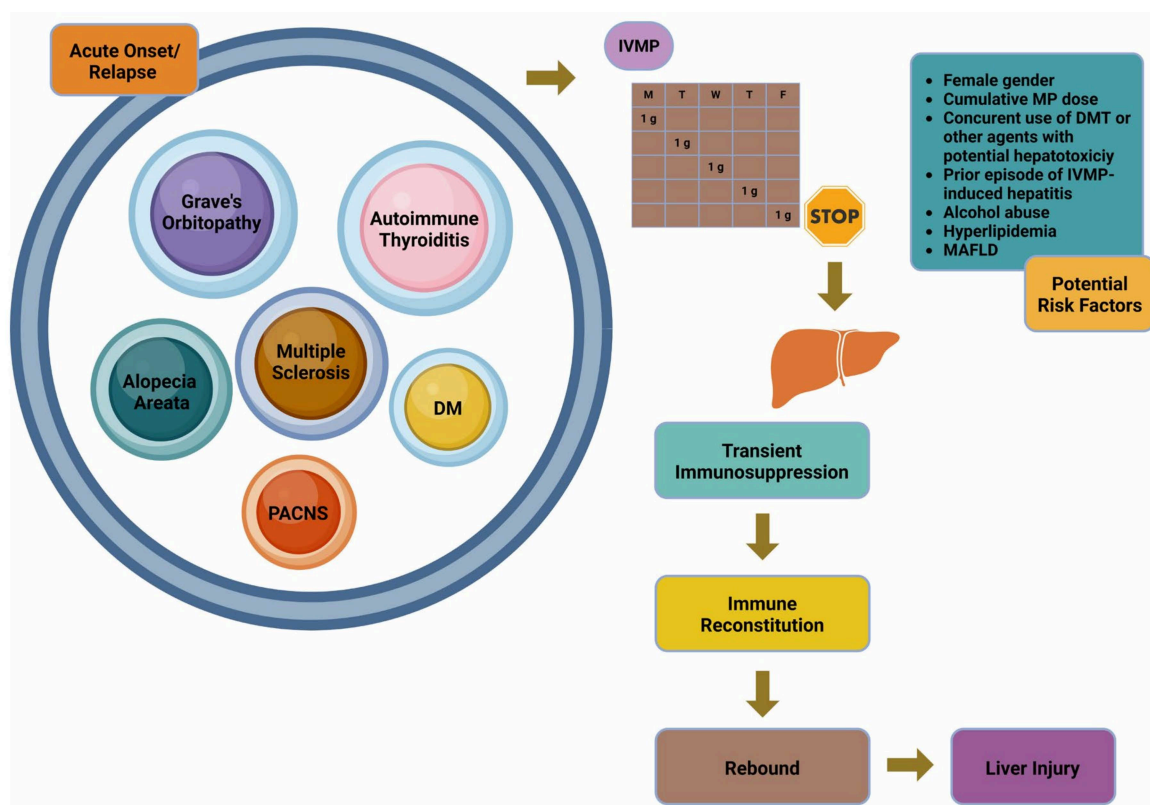 Acute Onset/
Relapse
Grave's
Orbitopathy
Autoimmune
Thyroiditis
Alopecia
Areata
Multiple
Sclerosis
DM
PACNS
IVMP
M T W T F
1 g
1 g
1 g
1 g
1 g
STOP
• Female gender
• Cumulative MP dose
• Concurent use of DMT or
other agents with
potential hepatotoxiciy
• Prior episode of IVMP-
induced hepatitis
• Alcohol abuse
• Hyperlipidemia
• MAFLD
Potential
Risk Factors
Transient
Immunosuppression
Immune
Reconstitution
Rebound
Liver Injury